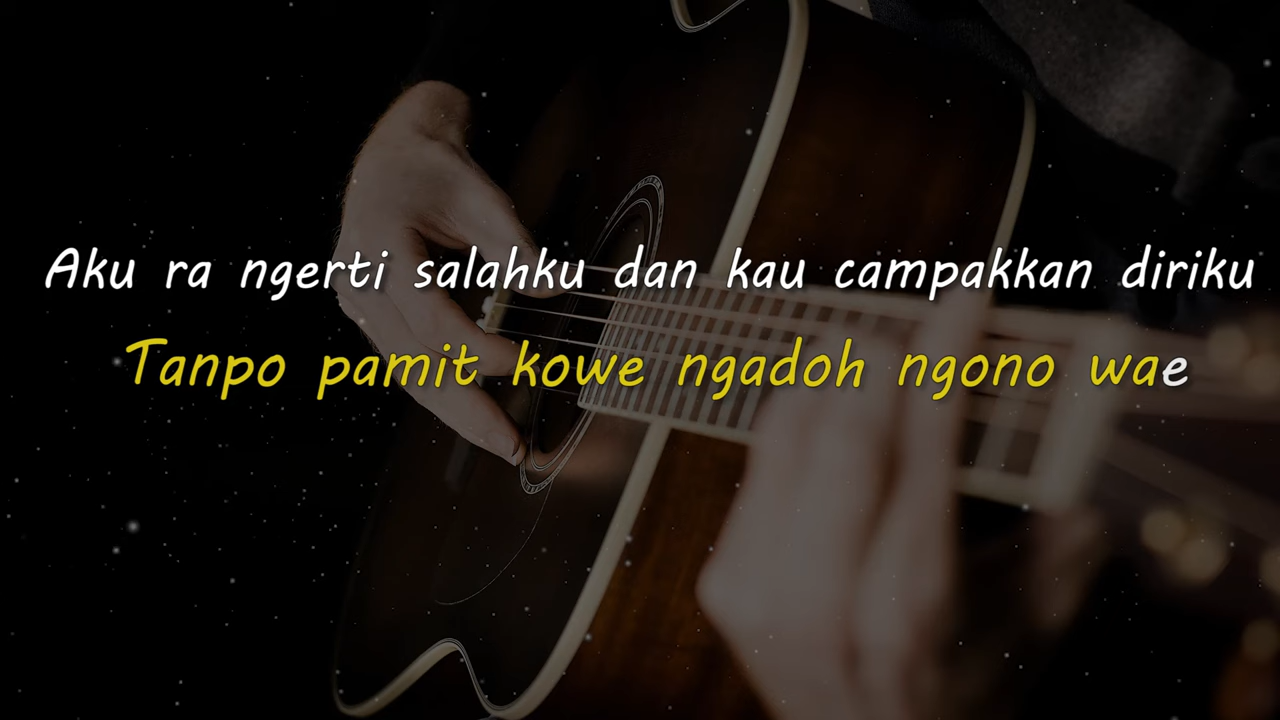 Aku ra ngerti salahku dan kau campakkan diriku
Tanpo pamit kowe ngadoh ngono wae